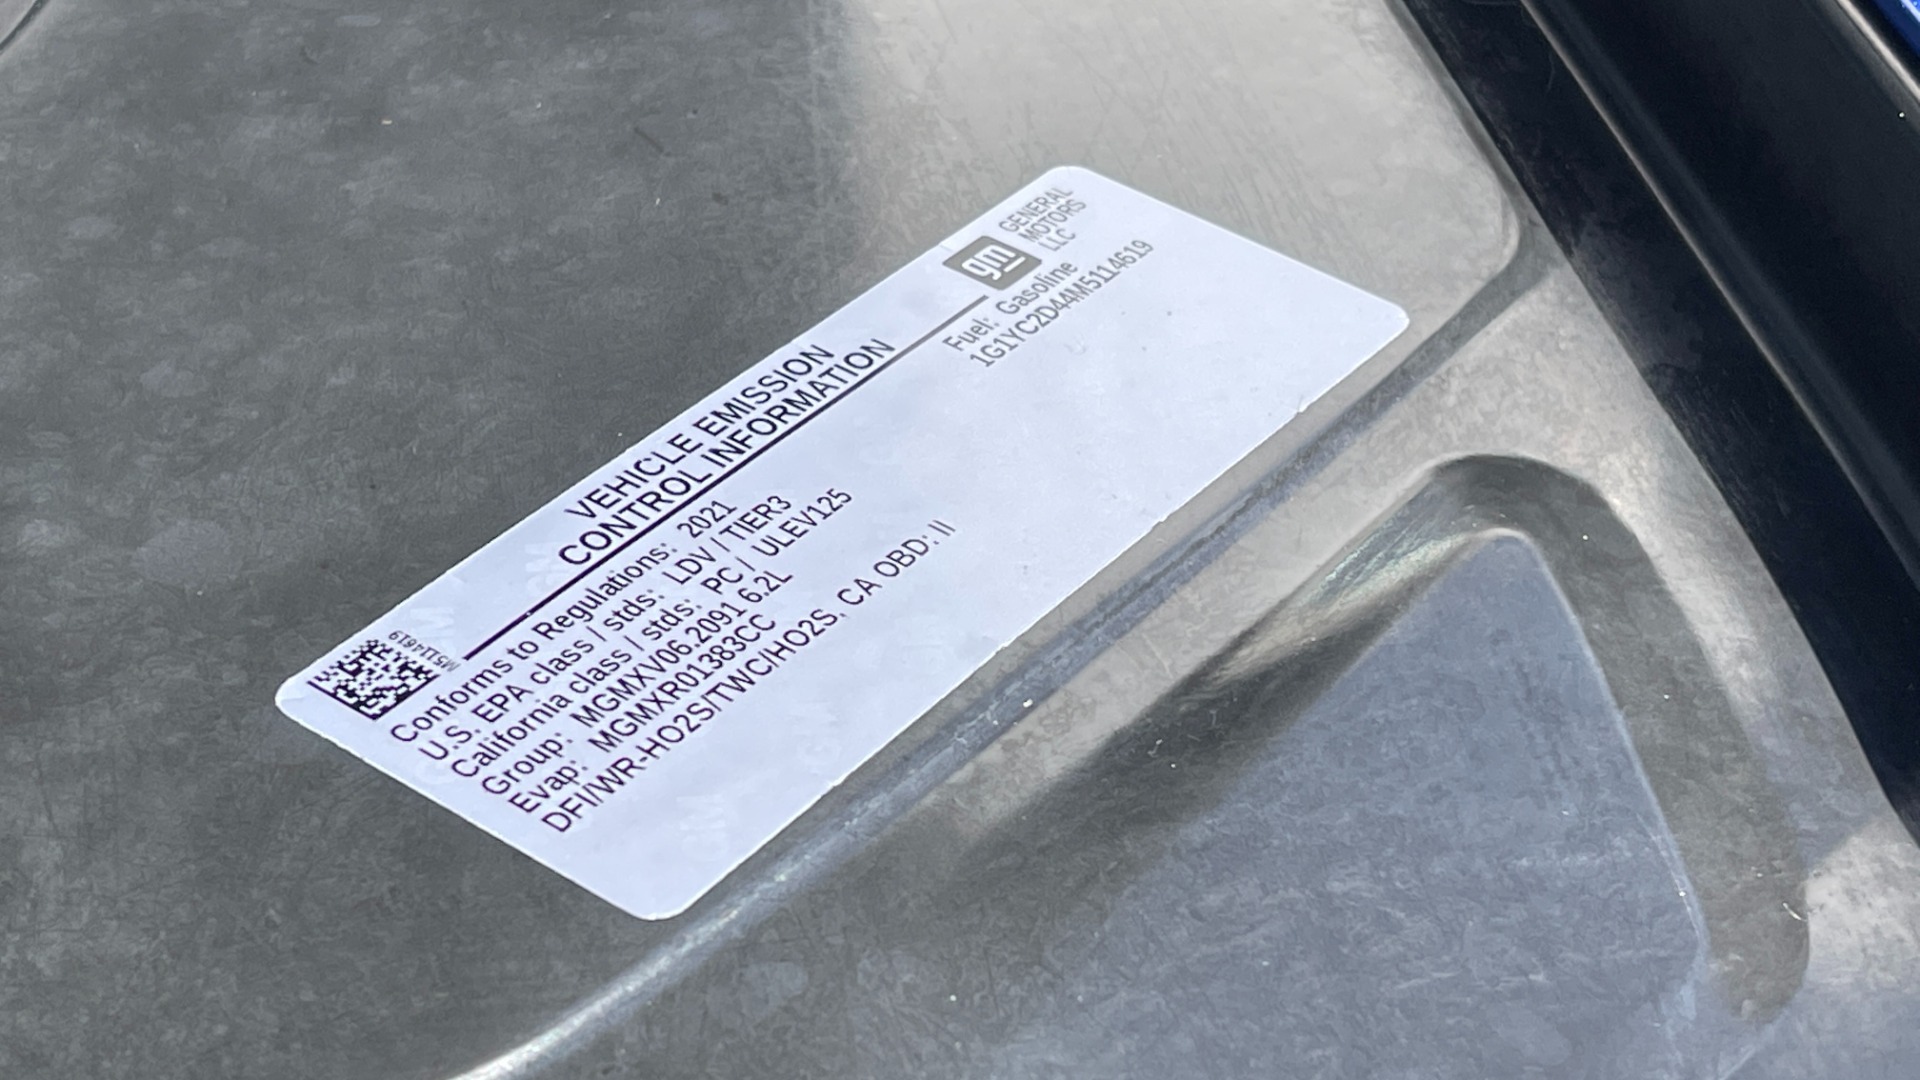 M5114619
VEHICLE EMISSION
CONTROL INFORMATION
gm
GENERAL
MOTORS
LLC
Conforms to Regulations: 2021
Fuel: Gasoline
U.S. EPA class / stds: LDV / TIER3
1G1YC2D44M5114619
California class / stds: PC / ULEV125
Group: MGMXV06.2091 6.2L
Evap: MGMXR01383CC
DFI/WR-HO2S/TWC/HO2S, CA OBD: II